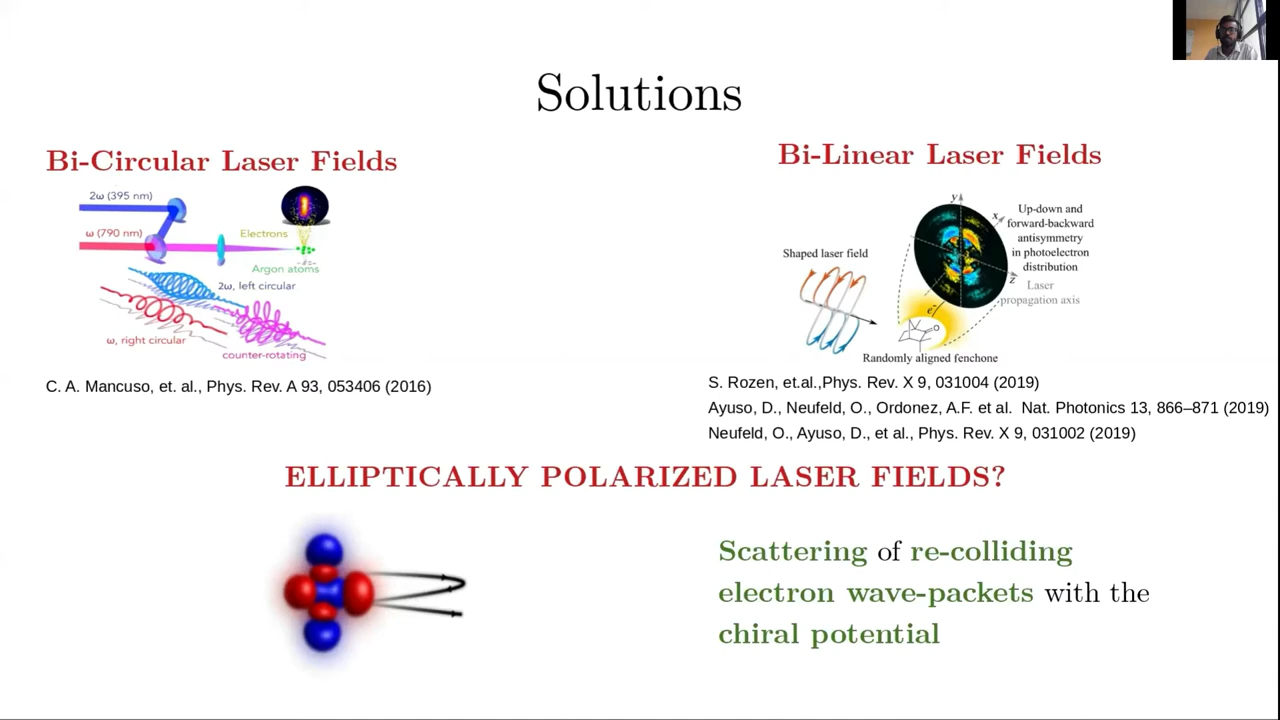 Solutions
Bi-Circular Laser Fields
2ω (395 nm)
ω (790 nm)
Electrons
Argon atoms
2ω, left circular
ω, right circular
counter-rotating
C. A. Mancuso, et. al., Phys. Rev. A 93, 053406 (2016)
Bi-Linear Laser Fields
y
x
z
Up-down and
forward-backward
antisymmetry
in photoelectron
distribution
Laser
propagation axis
Shaped laser field
e⁻
O
Randomly aligned fenchone
S. Rozen, et.al.,Phys. Rev. X 9, 031004 (2019)
Ayuso, D., Neufeld, O., Ordonez, A.F. et al. Nat. Photonics 13, 866–871 (2019)
Neufeld, O., Ayuso, D., et al., Phys. Rev. X 9, 031002 (2019)
ELLIPTICALLY POLARIZED LASER FIELDS?
Scattering of re-colliding
electron wave-packets with the
chiral potential